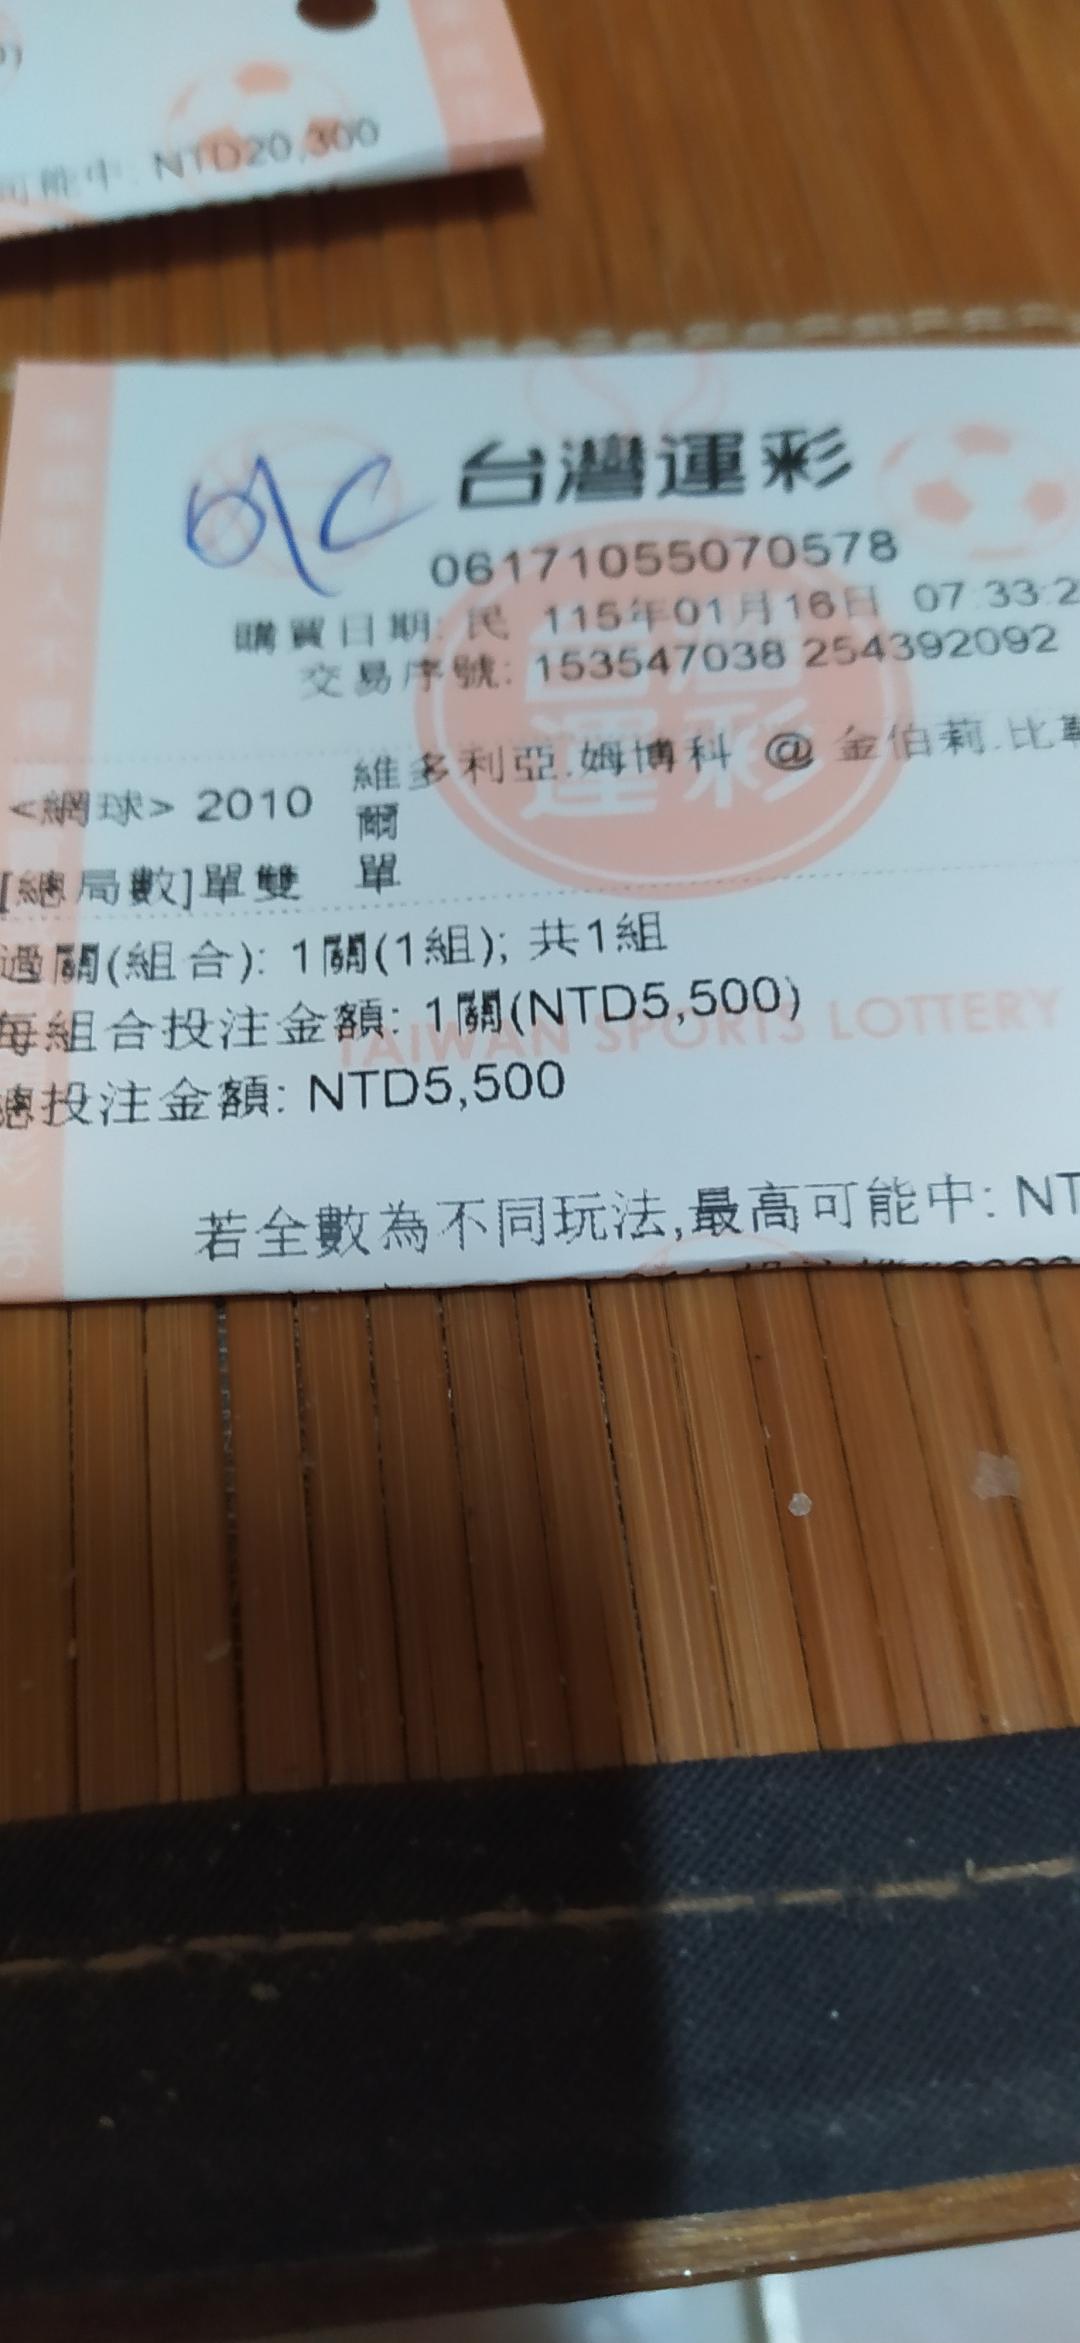 可能中: NTD20,300
台灣運彩
06171055070578
購買日期: 民 115年01月16日 07:33:2
交易序號: 153547038 254392092
<網球> 2010 維多利亞.姆博科 @ 金伯莉.比
爾
[總局數]單雙 單
過關(組合): 1關(1組); 共1組
每組合投注金額: 1關(NTD5,500)
TAIWAN SPORTS LOTTERY
總投注金額: NTD5,500
若全數為不同玩法,最高可能中: NT